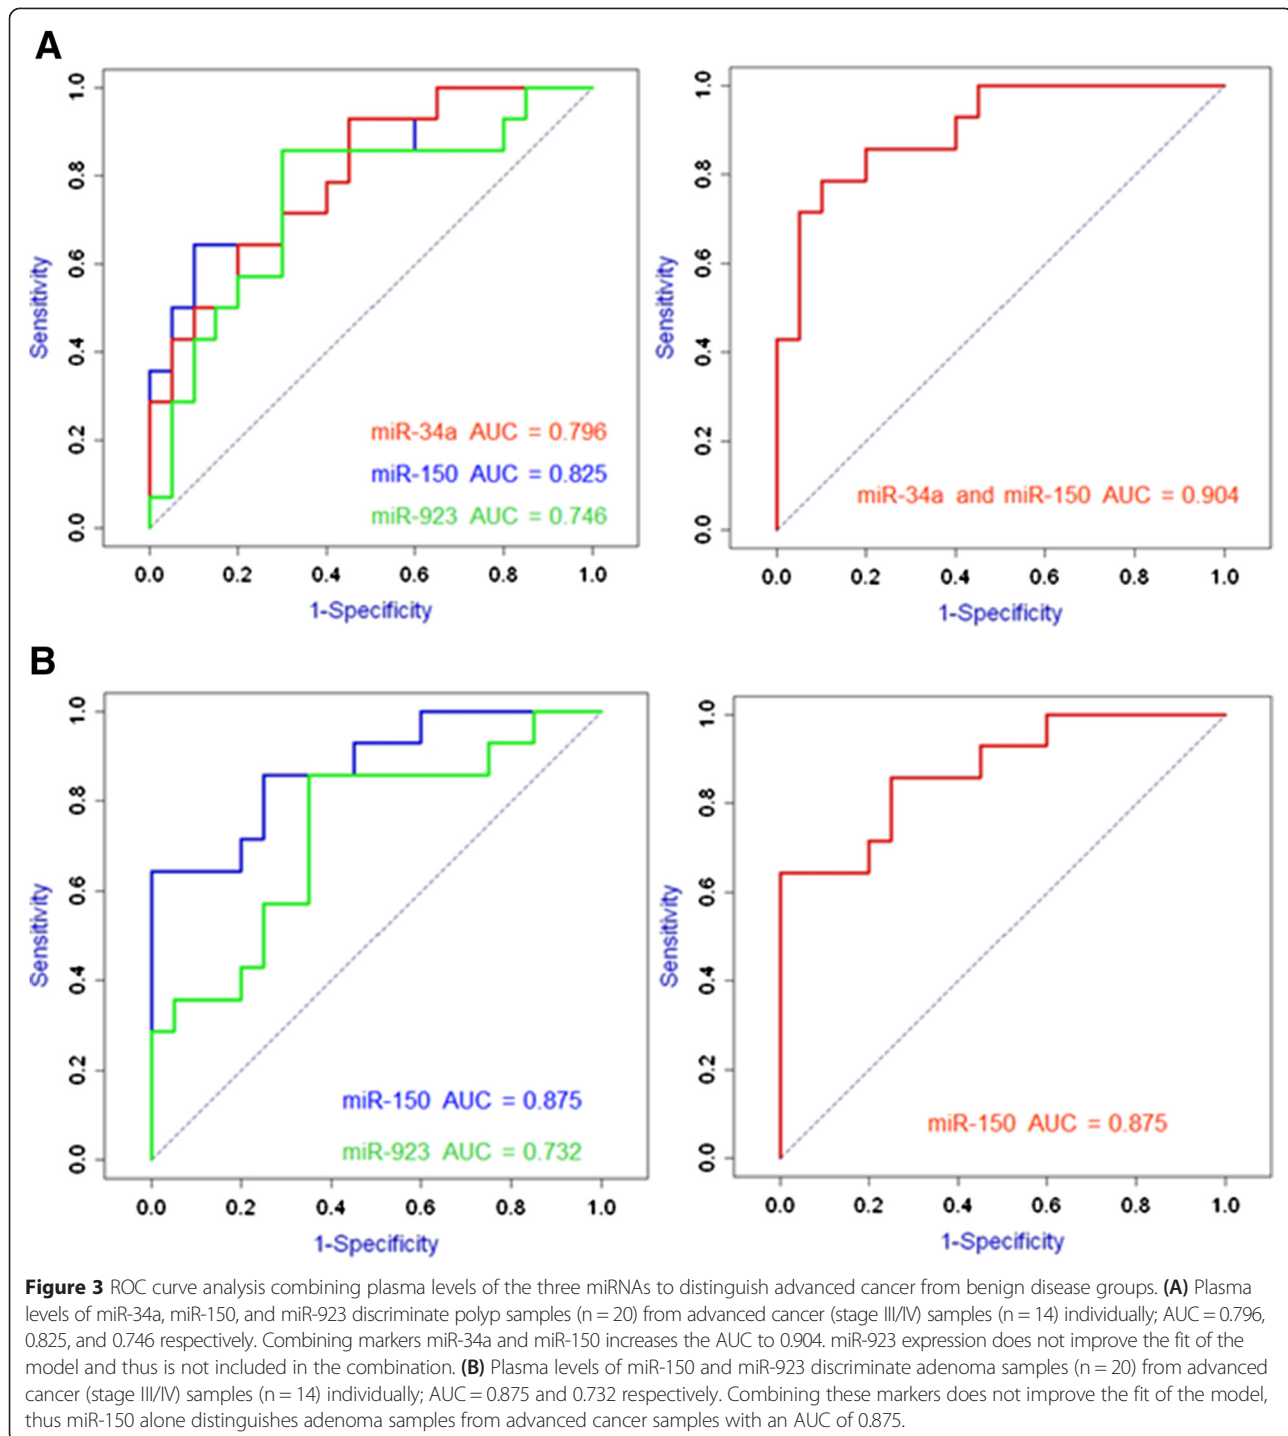 A
1.0
0.8
0.6
0.4
0.2
0.0
Sensitivity
miR-34a AUC = 0.796
miR-150 AUC = 0.825
miR-923 AUC = 0.746
0.0 0.2 0.4 0.6 0.8 1.0
1-Specificity
1.0
0.8
0.6
0.4
0.2
0.0
Sensitivity
miR-34a and miR-150 AUC = 0.904
0.0 0.2 0.4 0.6 0.8 1.0
1-Specificity
B
1.0
0.8
0.6
0.4
0.2
0.0
Sensitivity
miR-150 AUC = 0.875
miR-923 AUC = 0.732
0.0 0.2 0.4 0.6 0.8 1.0
1-Specificity
1.0
0.8
0.6
0.4
0.2
0.0
Sensitivity
miR-150 AUC = 0.875
0.0 0.2 0.4 0.6 0.8 1.0
1-Specificity
Figure 3 ROC curve analysis combining plasma levels of the three miRNAs to distinguish advanced cancer from benign disease groups. (A) Plasma
levels of miR-34a, miR-150, and miR-923 discriminate polyp samples (n = 20) from advanced cancer (stage III/IV) samples (n = 14) individually; AUC = 0.796,
0.825, and 0.746 respectively. Combining markers miR-34a and miR-150 increases the AUC to 0.904. miR-923 expression does not improve the fit of the
model and thus is not included in the combination. (B) Plasma levels of miR-150 and miR-923 discriminate adenoma samples (n = 20) from advanced
cancer (stage III/IV) samples (n = 14) individually; AUC = 0.875 and 0.732 respectively. Combining these markers does not improve the fit of the model,
thus miR-150 alone distinguishes adenoma samples from advanced cancer samples with an AUC of 0.875.